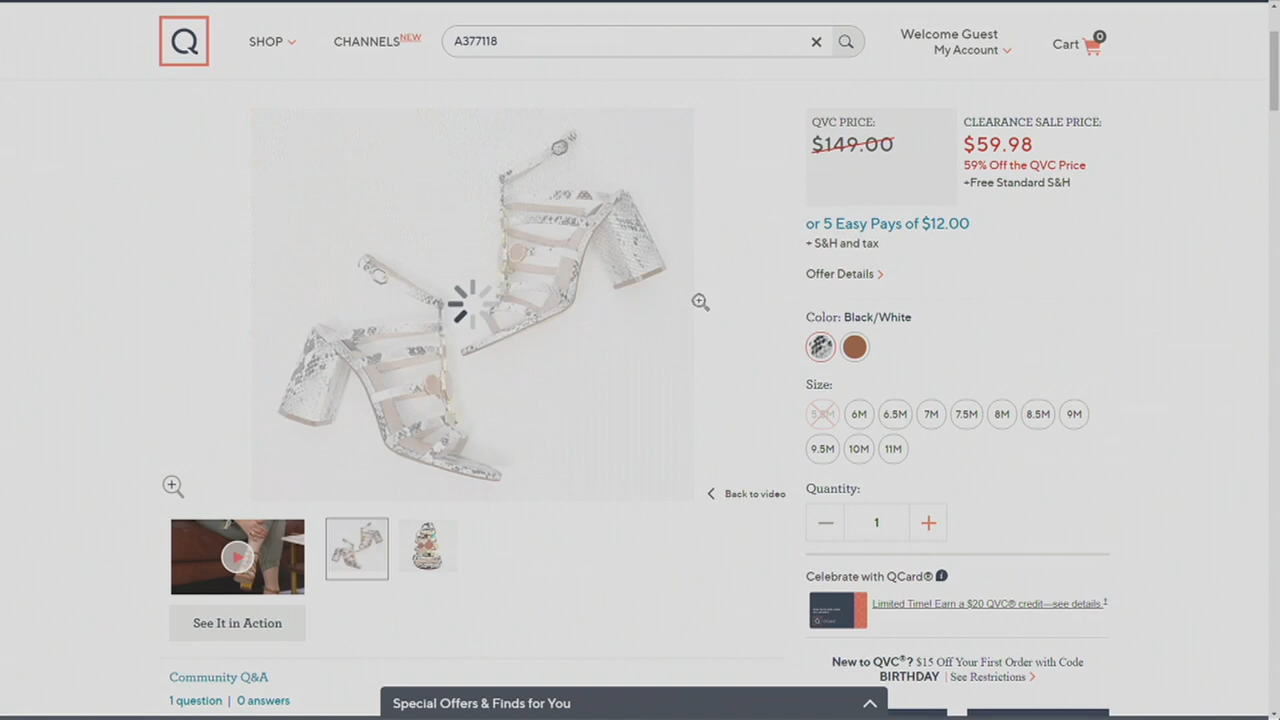 Q
SHOP
CHANNELS NEW
A377118
Welcome Guest
My Account
Cart
0
QVC PRICE:
$149.00
CLEARANCE SALE PRICE:
$59.98
59% Off the QVC Price
+Free Standard S&H
or 5 Easy Pays of $12.00
+ S&H and tax
Offer Details
Color: Black/White
Size:
5.5M 6M 6.5M 7M 7.5M 8M 8.5M 9M
9.5M 10M 11M
Back to video
Quantity:
1
Celebrate with QCard®
Limited Time! Earn a $20 QVC® credit—see details.‡
See It in Action
New to QVC®? $15 Off Your First Order with Code
BIRTHDAY | See Restrictions
Community Q&A
1 question | 0 answers
Special Offers & Finds for You